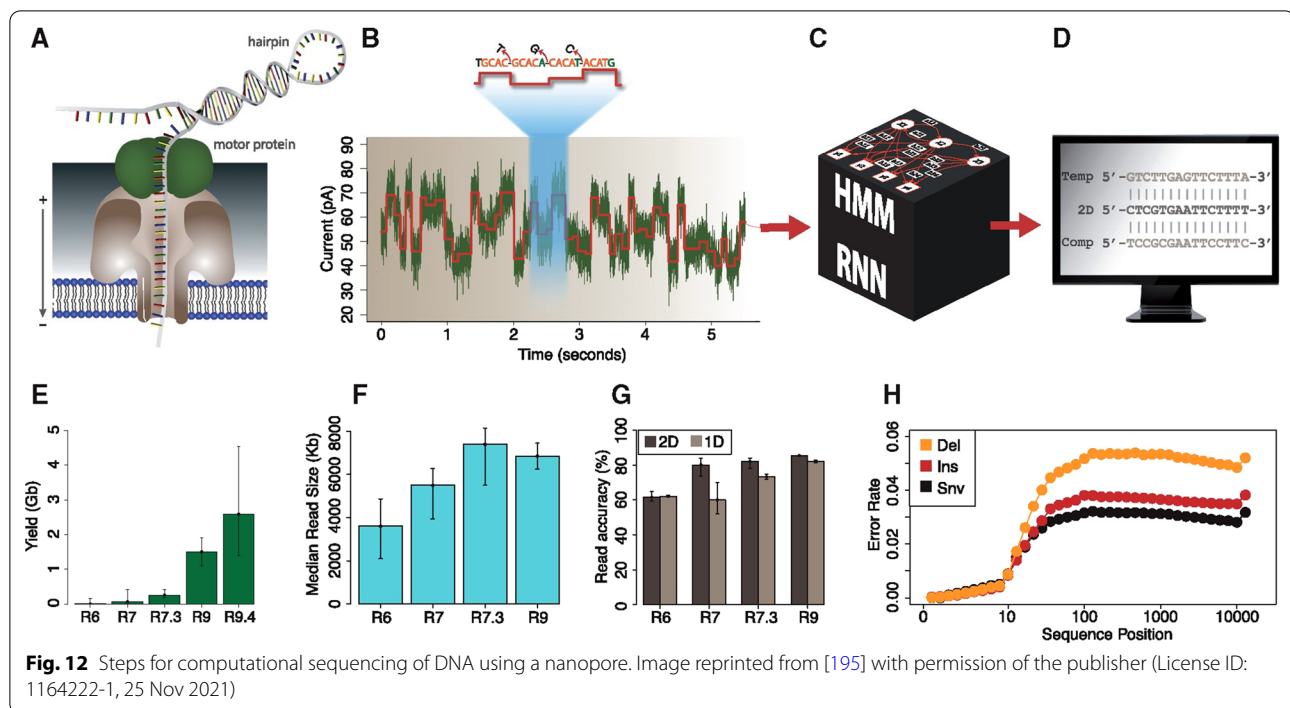 A
hairpin
motor protein
+
−
B
T G C
TGCAC-GCACA-CACAT-ACATG
Current (pA)
90
80
70
60
50
40
30
20
0 1 2 3 4 5
Time (seconds)
C
HMM
RNN
D
Temp 5’-GTCTTGAGTTCTTTA-3’
2D 5’-CTCGTGAATTCTTTT-3’
Comp 5’-TCCGCGAATTCCTTC-3’
E
Yield (Gb)
5
4
3
2
1
0
R6 R7 R7.3 R9 R9.4
F
Median Read Size (Kb)
8000
6000
4000
2000
0
R6 R7 R7.3 R9
G
2D 1D
Read accuracy (%)
100
80
60
40
20
0
R6 R7 R7.3 R9
H
Del
Ins
Snv
Error Rate
0.06
0.04
0.02
0.00
0 10 100 1000 10000
Sequence Position
Fig. 12 Steps for computational sequencing of DNA using a nanopore. Image reprinted from [195] with permission of the publisher (License ID:
1164222-1, 25 Nov 2021)